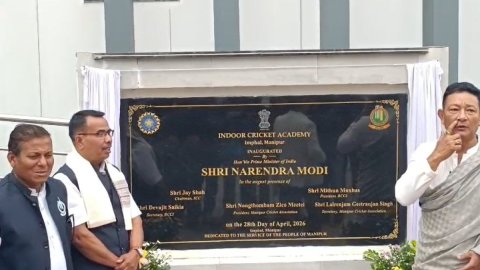 INDOOR CRICKET ACADEMY
Imphal, Manipur
INAUGURATED
By
Hon'ble Prime Minister of India
SHRI NARENDRA MODI
In the august presence of
Shri Jay Shah
Chairman, ICC
Shri Mithun Manhas
President, BCCI
Shri Devajit Saikia
Secretary, BCCI
Shri Nongthombam Zico Meetei
President, Manipur Cricket Association
Shri Lairenjam Geetranjan Singh
Secretary, Manipur Cricket Association
on the 28th Day of April, 2026
Imphal, Manipur
DEDICATED TO THE SERVICE OF THE PEOPLE OF MANIPUR